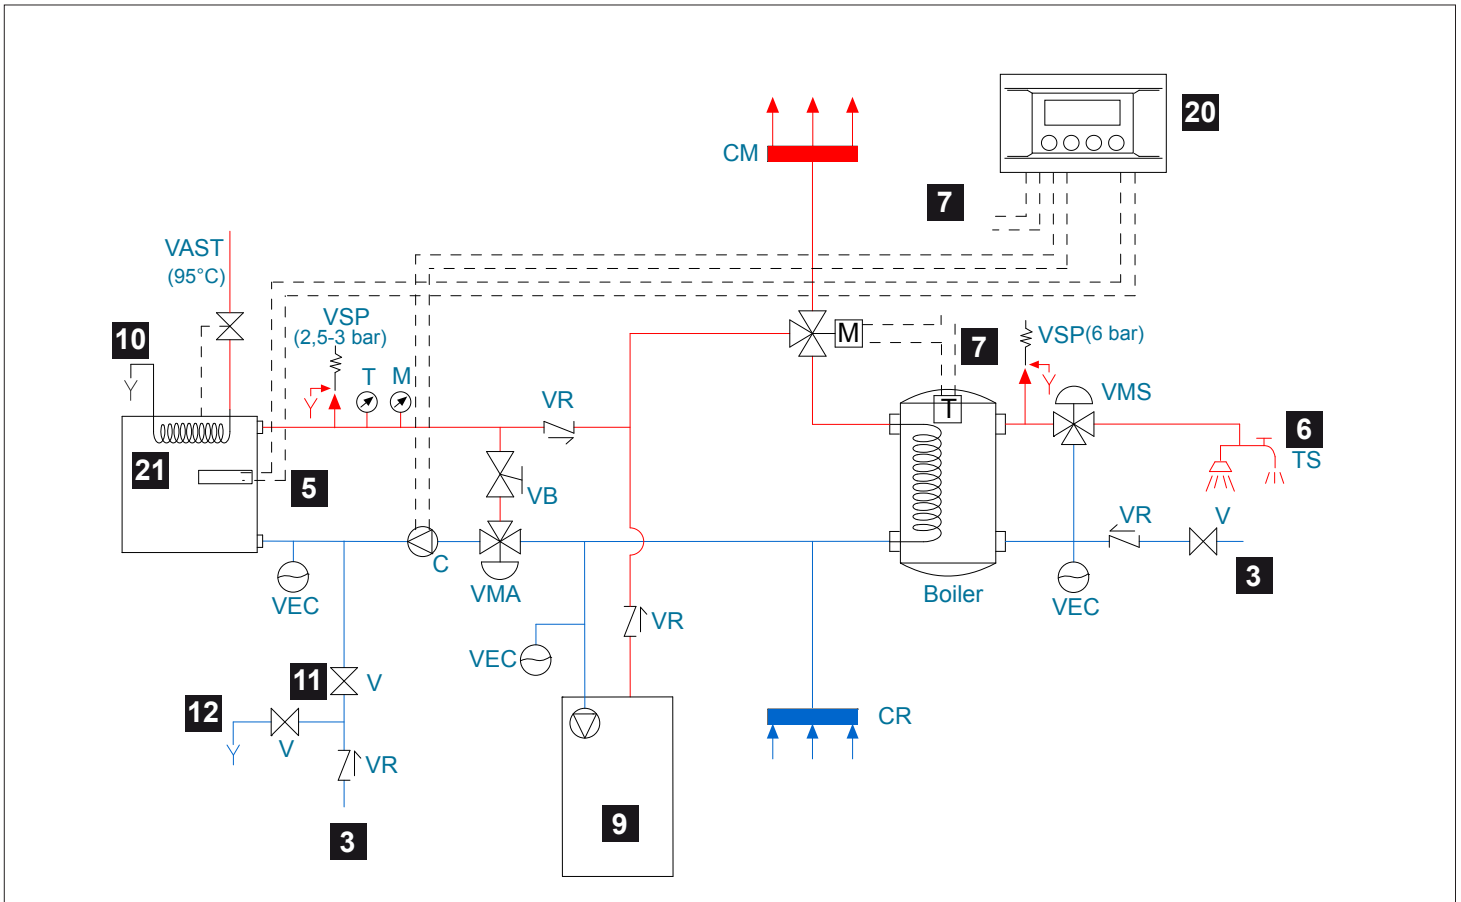 20
CM
7
VAST
(95°C)
VSP
(2,5-3 bar)
10
M
7
VSP (6 bar)
T
M
VR
VMS
T
6
TS
21
5
VB
VR
V
C
VMA
VEC
Boiler
VEC
3
VR
VEC
11
V
12
V
CR
VR
9
3